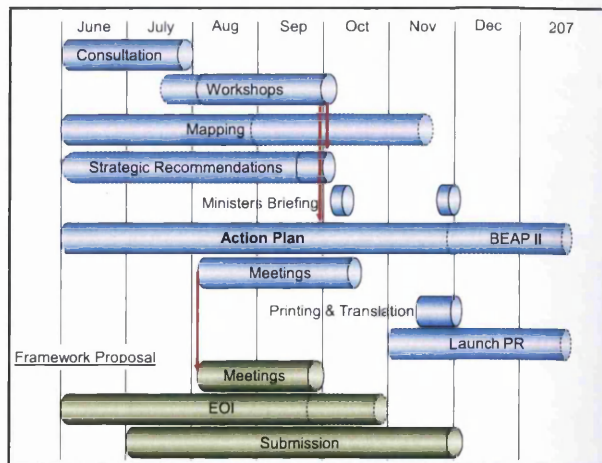 June July Aug Sep Oct Nov Dec 207
Consultation
Workshops
Mapping
Strategic Recommendations
Ministers Briefing
Action Plan BEAP II
Meetings
Printing & Translation
Launch PR
Framework Proposal
Meetings
EOI
Submission